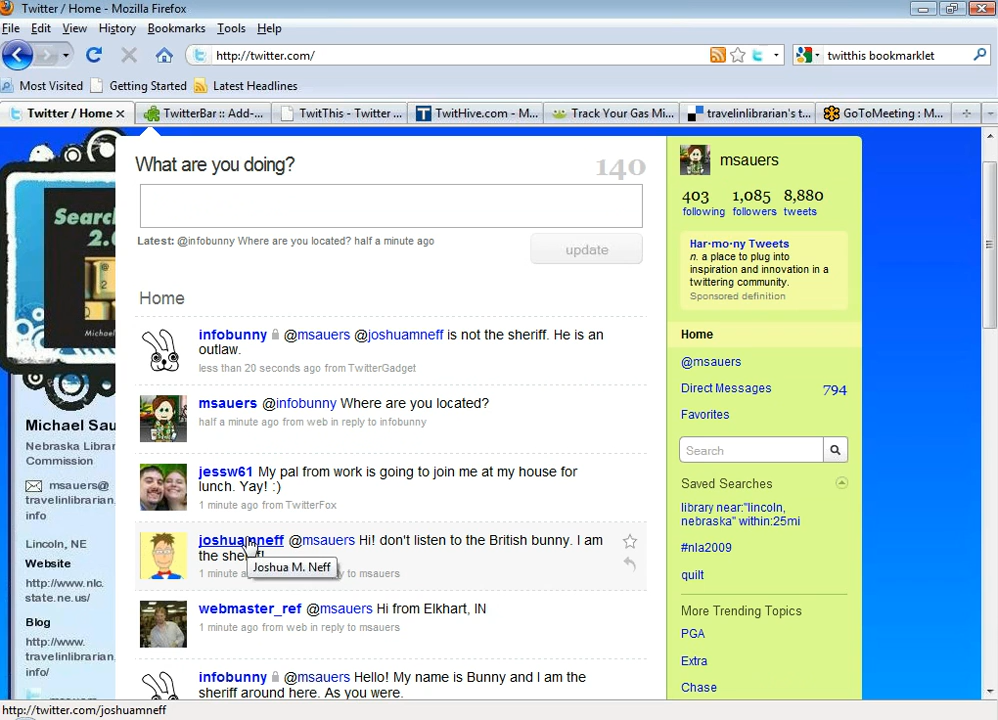 Twitter / Home - Mozilla Firefox
File Edit View History Bookmarks Tools Help
http://twitter.com/
twitthis bookmarklet
Most Visited Getting Started Latest Headlines
Twitter / Home
TwitterBar :: Add-...
TwitThis - Twitter ...
TwitHive.com - M...
Track Your Gas Mi...
travelinlibrarian's t...
GoToMeeting : M...
What are you doing?
140
Latest: @infobunny Where are you located? half a minute ago
update
Home
infobunny @msauers @joshuamneff is not the sheriff. He is an
outlaw.
less than 20 seconds ago from TwitterGadget
msauers @infobunny Where are you located?
half a minute ago from web in reply to infobunny
jessw61 My pal from work is going to join me at my house for
lunch. Yay! :)
1 minute ago from TwitterFox
joshuamneff @msauers Hi! don't listen to the British bunny. I am
the sheriff!
Joshua M. Neff
1 minute ago
reply to msauers
webmaster_ref @msauers Hi from Elkhart, IN
1 minute ago from web in reply to msauers
infobunny @msauers Hello! My name is Bunny and I am the
sheriff around here. As you were.
msauers
403 1,085 8,880
following followers tweets
Har·mo·ny Tweets
n. a place to plug into
inspiration and innovation in a
twittering community.
Sponsored definition
Home
@msauers
Direct Messages 794
Favorites
Search
Saved Searches
library near:"lincoln,
nebraska" within:25mi
#nla2009
quilt
More Trending Topics
PGA
Extra
Chase
Search
2.0
Michael
Michael Sau
Nebraska Librar
Commission
msauers@
travelinlibrarian.
info
Lincoln, NE
Website
http://www.nlc.
state.ne.us/
Blog
http://www.
travelinlibrarian.
info/
http://twitter.com/joshuamneff